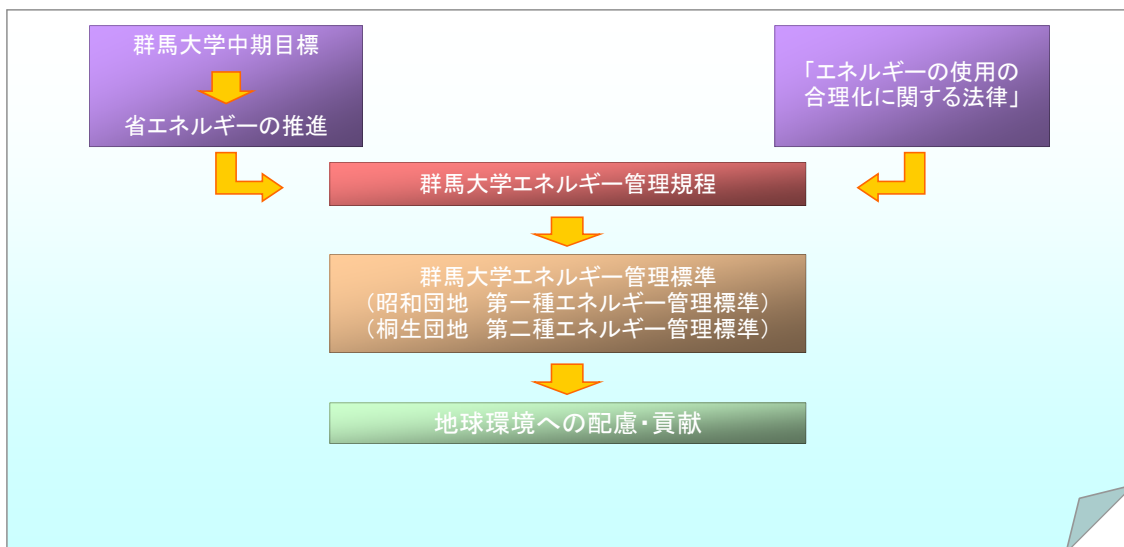 群馬大学中期目標
省エネルギーの推進
「エネルギーの使用の
合理化に関する法律」
群馬大学エネルギー管理規程
群馬大学エネルギー管理標準
（昭和団地　第一種エネルギー管理標準）
（桐生団地　第二種エネルギー管理標準）
地球環境への配慮・貢献